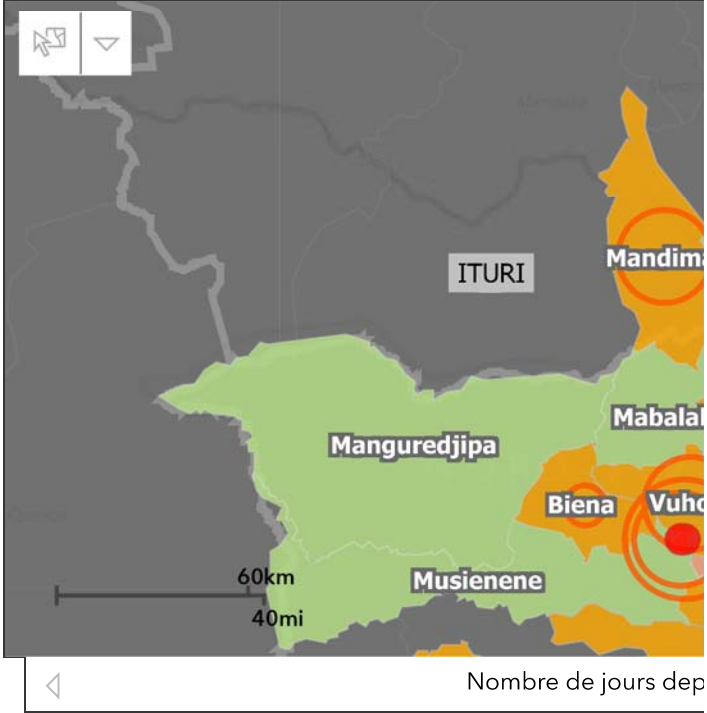 Mandima
ITURI
Mabalal
Manguredjipa
Biena
Vuho
Musienene
60km
40mi
Nombre de jours dep